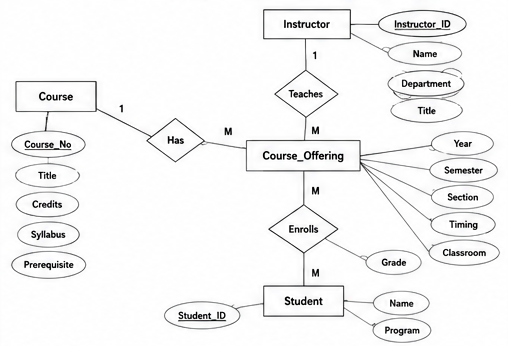 Instructor
Instructor_ID
Name
Department
Title
1
Teaches
M
Course
1
Has
M
Course_No
Title
Credits
Syllabus
Prerequisite
Course_Offering
Year
Semester
Section
Timing
Classroom
M
Enrolls
Grade
M
Student
Student_ID
Name
Program